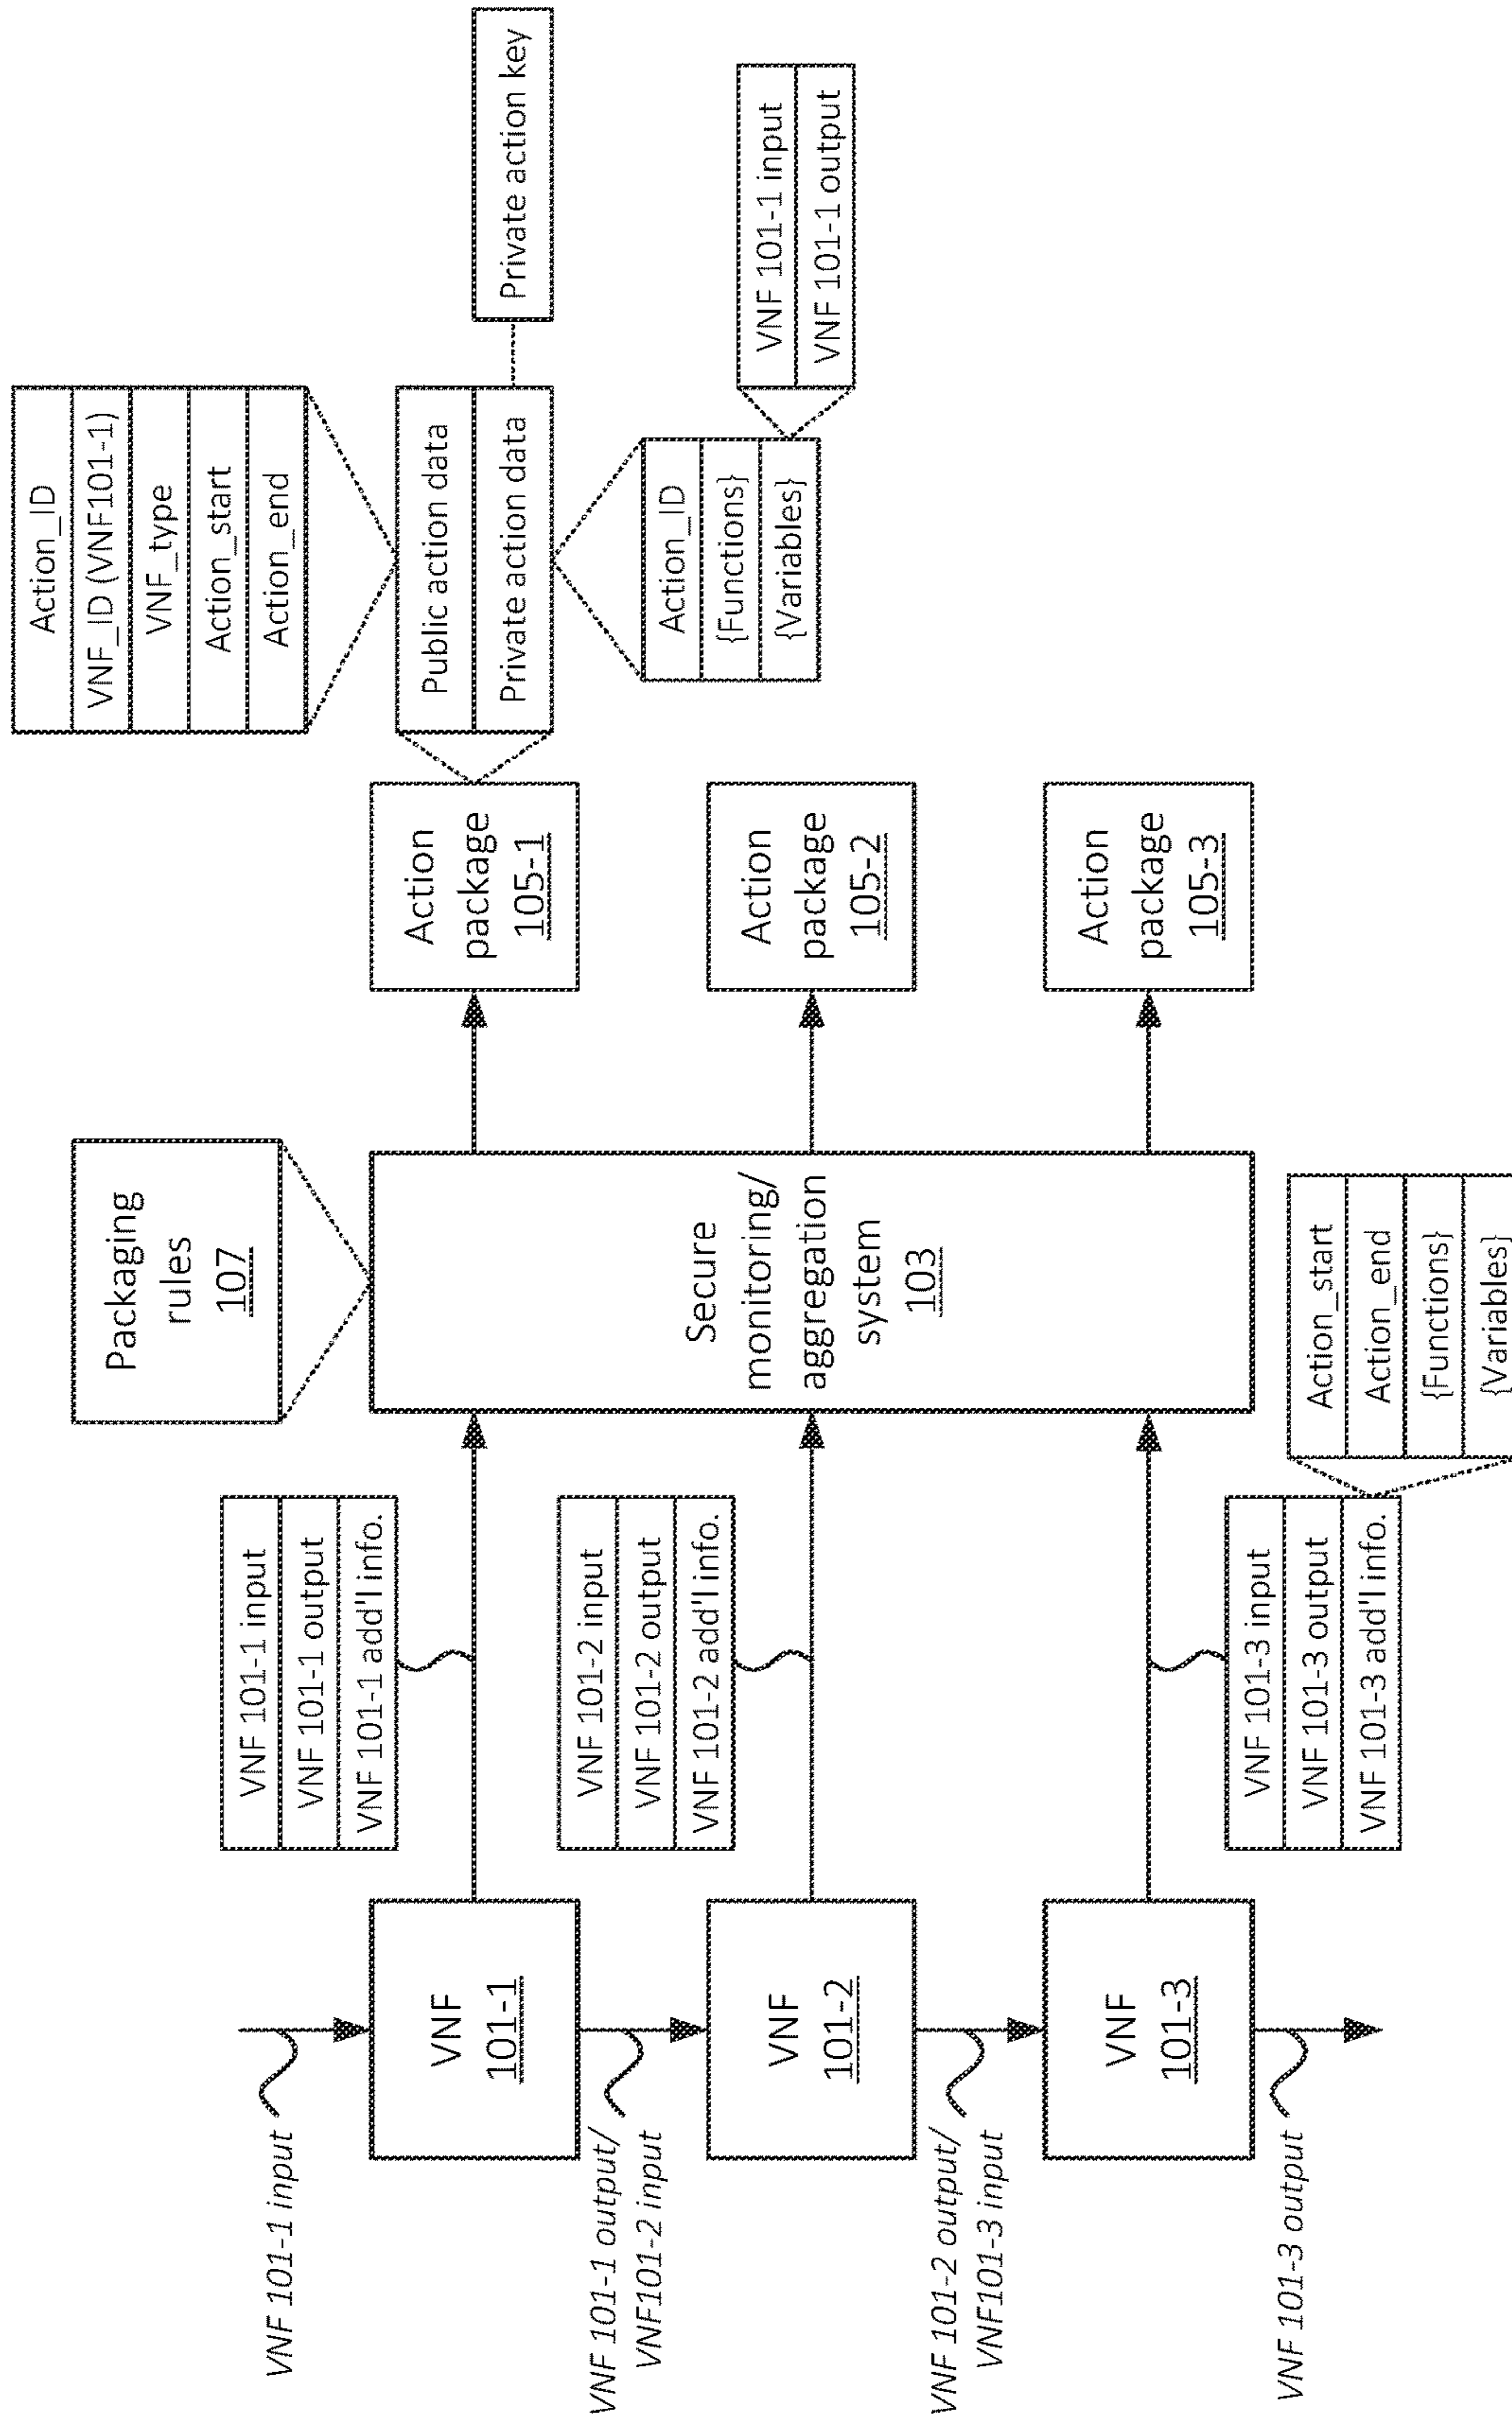 VNF 101-1 input
VNF
101-1
VNF 101-1 output/
VNF101-2 input
VNF
101-2
VNF 101-2 output/
VNF101-3 input
VNF
101-3
VNF 101-3 output
VNF 101-1 input
VNF 101-1 output
VNF 101-1 add'l info.
VNF 101-2 input
VNF 101-2 output
VNF 101-2 add'l info.
VNF 101-3 input
VNF 101-3 output
VNF 101-3 add'l info.
Action_start
Action_end
{Functions}
{Variables}
Packaging
rules
107
Secure
monitoring/
aggregation
system
103
Action
package
105-1
Action
package
105-2
Action
package
105-3
Action_ID
VNF_ID (VNF101-1)
VNF_type
Action_start
Action_end
Public action data
Private action data
Private action key
Action_ID
{Functions}
{Variables}
VNF 101-1 input
VNF 101-1 output